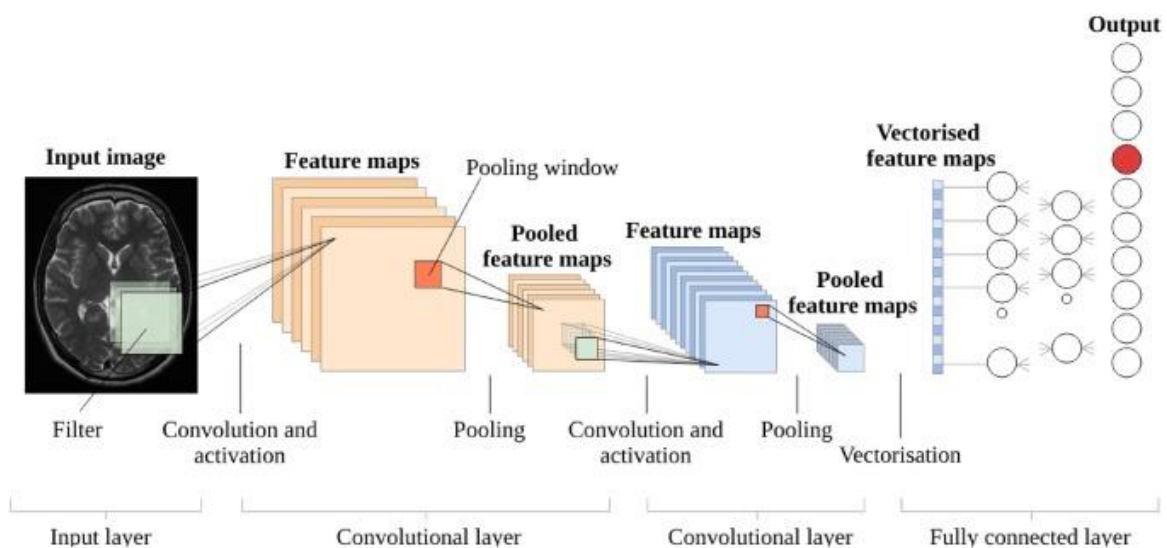 Output
Vectorised
feature maps
Input image
Feature maps
Pooling window
Pooled
feature maps
Feature maps
Pooled
feature maps
Filter
Convolution and
activation
Pooling
Convolution and
activation
Pooling
Vectorisation
Input layer
Convolutional layer
Convolutional layer
Fully connected layer